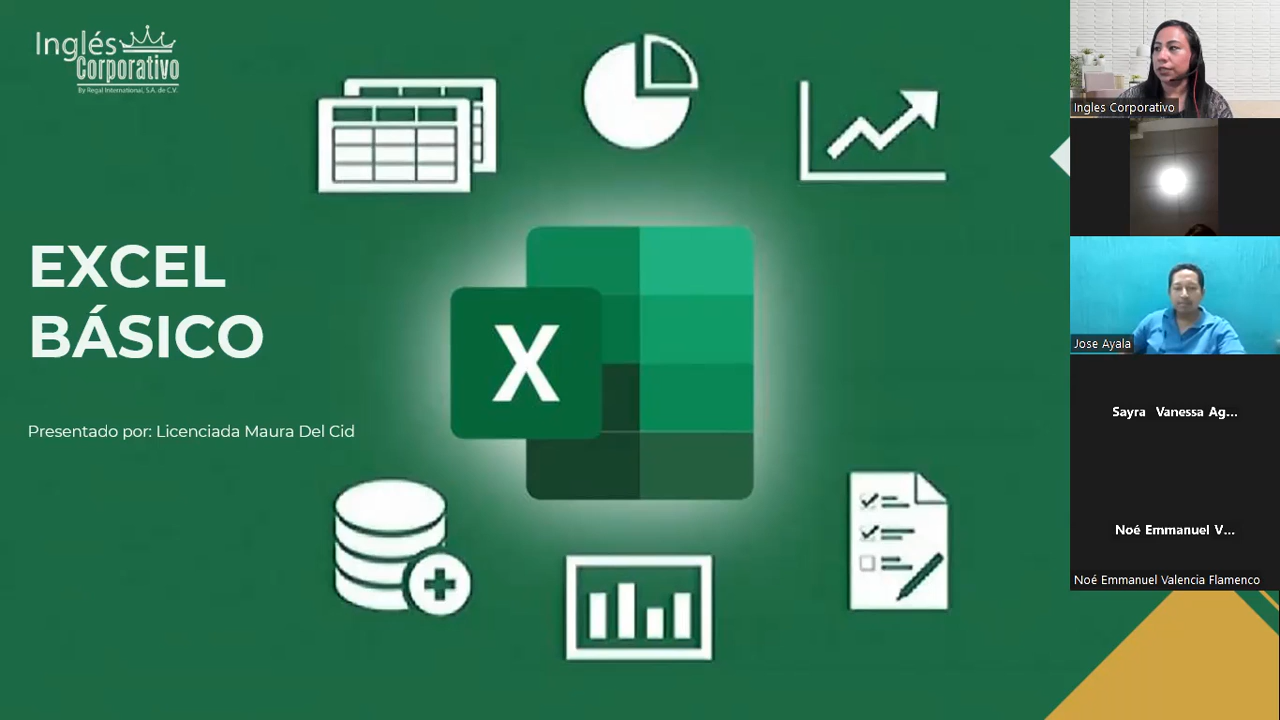 Inglés
Corporativo
By Regal International, S.A. de C.V.
EXCEL
BÁSICO
Presentado por: Licenciada Maura Del Cid
X
Ingles Corporativo
Jose Ayala
Sayra Vanessa Ag...
Noé Emmanuel V...
Noé Emmanuel Valencia Flamenco